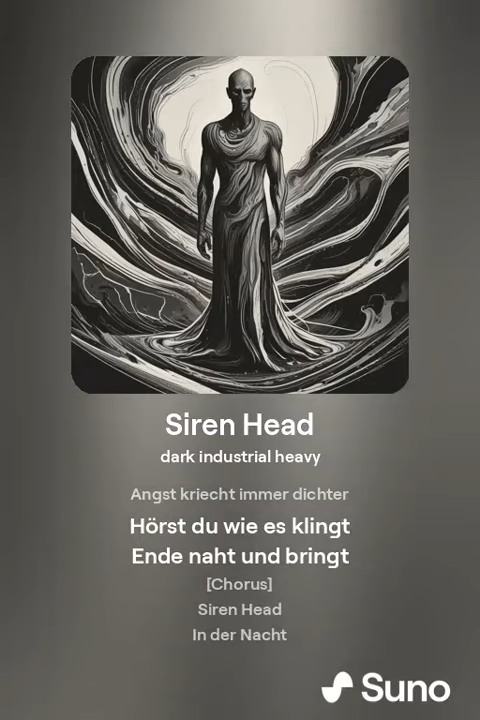 Siren Head
dark industrial heavy
Angst kriecht immer dichter
Hörst du wie es klingt
Ende naht und bringt
[Chorus]
Siren Head
In der Nacht
Suno